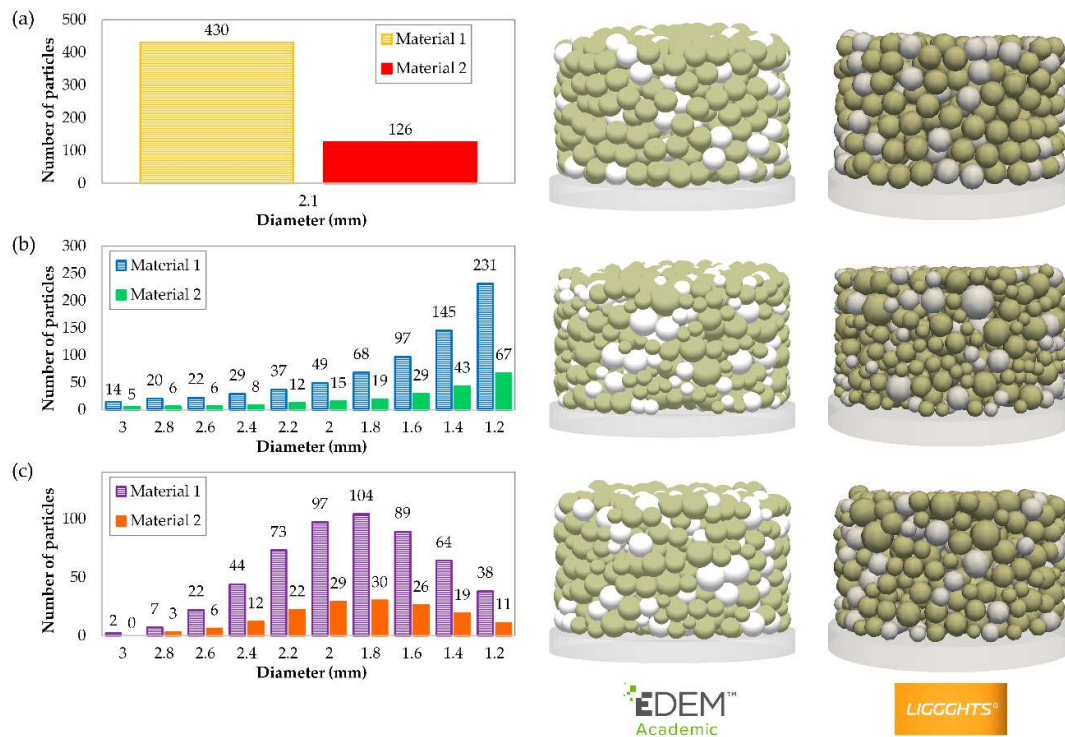 (a)
Number of particles
500
400
300
200
100
0
430
126
Material 1
Material 2
2.1
Diameter (mm)
(b)
Number of particles
300
250
200
150
100
50
0
Material 1
Material 2
14 5 20 6 22 6 29 8 37 12 49 15 68 19 97 29 145 43 231 67
3 2.8 2.6 2.4 2.2 2 1.8 1.6 1.4 1.2
Diameter (mm)
(c)
Number of particles
100
50
0
Material 1
Material 2
2 0 7 3 22 6 44 12 73 22 97 29 104 30 89 26 64 19 38 11
3 2.8 2.6 2.4 2.2 2 1.8 1.6 1.4 1.2
Diameter (mm)
EDEM™
Academic
LIGGGHTS®